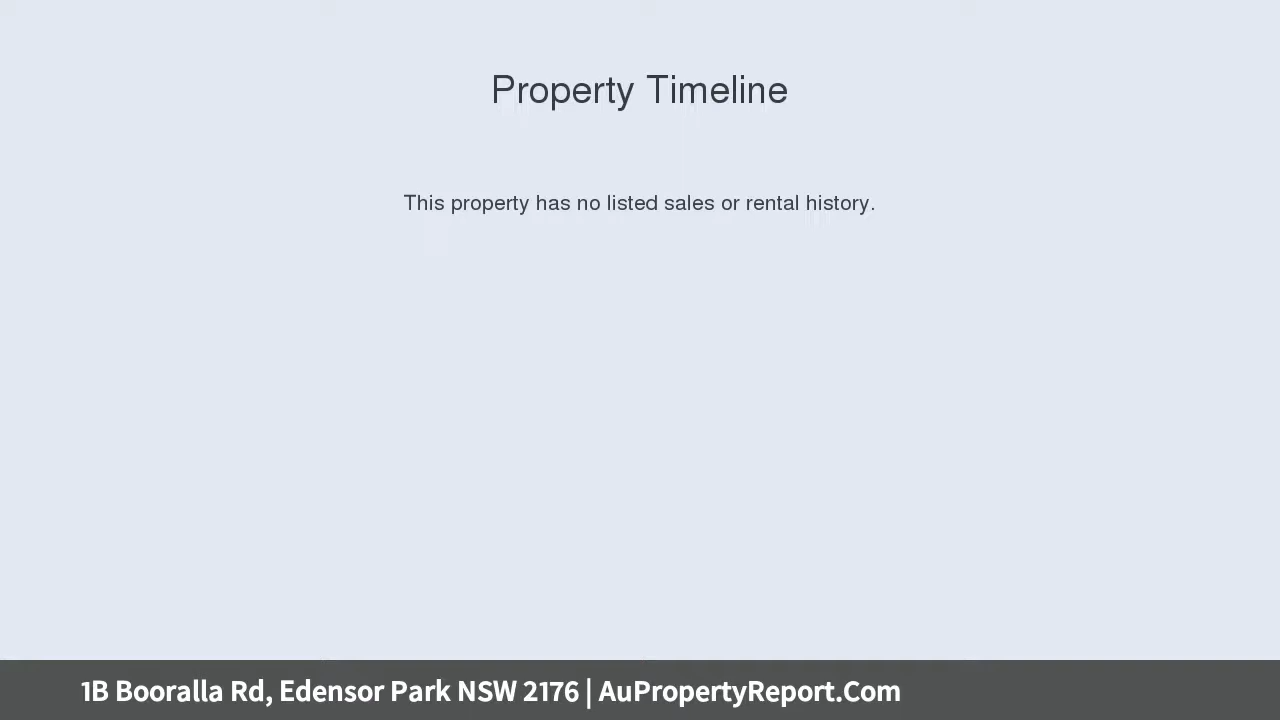 Property Timeline
This property has no listed sales or rental history.
1B Booralla Rd, Edensor Park NSW 2176 | AuPropertyReport.Com